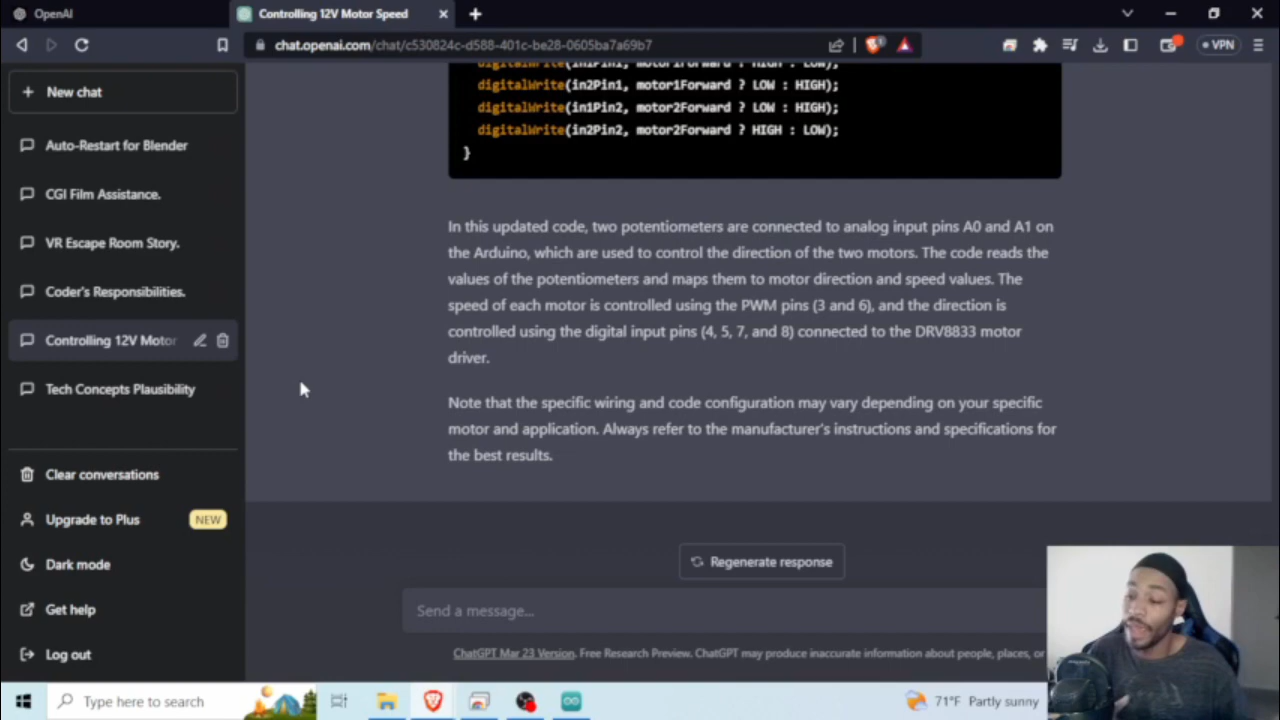 OpenAI
Controlling 12V Motor Speed
chat.openai.com/chat/c530824c-d588-401c-be28-0605ba7a69b7
VPN
New chat
Auto-Restart for Blender
CGI Film Assistance.
VR Escape Room Story.
Coder's Responsibilities.
Controlling 12V Motor
Tech Concepts Plausibility
Clear conversations
Upgrade to Plus NEW
Dark mode
Get help
Log out
digitalWrite(in1Pin1, motor1Forward ? HIGH : LOW);
digitalWrite(in2Pin1, motor1Forward ? LOW : HIGH);
digitalWrite(in1Pin2, motor2Forward ? LOW : HIGH);
digitalWrite(in2Pin2, motor2Forward ? HIGH : LOW);
}
In this updated code, two potentiometers are connected to analog input pins A0 and A1 on
the Arduino, which are used to control the direction of the two motors. The code reads the
values of the potentiometers and maps them to motor direction and speed values. The
speed of each motor is controlled using the PWM pins (3 and 6), and the direction is
controlled using the digital input pins (4, 5, 7, and 8) connected to the DRV8833 motor
driver.
Note that the specific wiring and code configuration may vary depending on your specific
motor and application. Always refer to the manufacturer's instructions and specifications for
the best results.
Regenerate response
Send a message...
ChatGPT Mar 23 Version. Free Research Preview. ChatGPT may produce inaccurate information about people, places, or
Type here to search
71°F Partly sunny